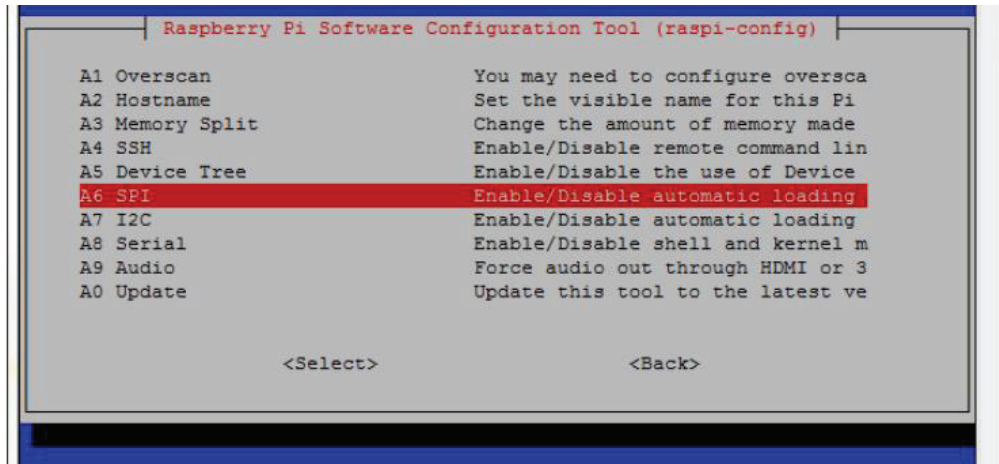 Raspberry Pi Software Configuration Tool (raspi-config)
A1 Overscan You may need to configure oversca
A2 Hostname Set the visible name for this Pi
A3 Memory Split Change the amount of memory made
A4 SSH Enable/Disable remote command lin
A5 Device Tree Enable/Disable the use of Device
A6 SPI Enable/Disable automatic loading
A7 I2C Enable/Disable automatic loading
A8 Serial Enable/Disable shell and kernel m
A9 Audio Force audio out through HDMI or 3
A0 Update Update this tool to the latest ve
<Select> <Back>